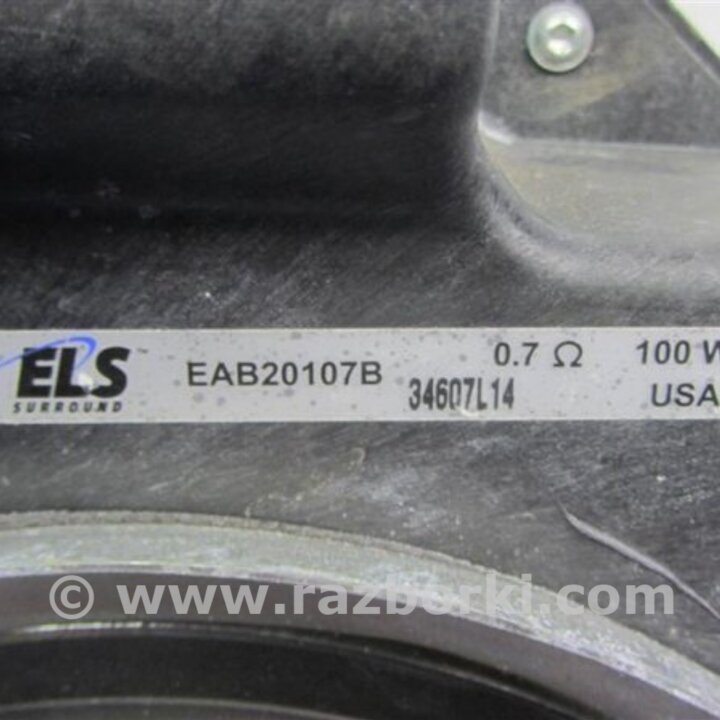 ELS EAB20107B 0.7 Ω 100 W
SURROUND 34607L14 USA
© www.razborki.com